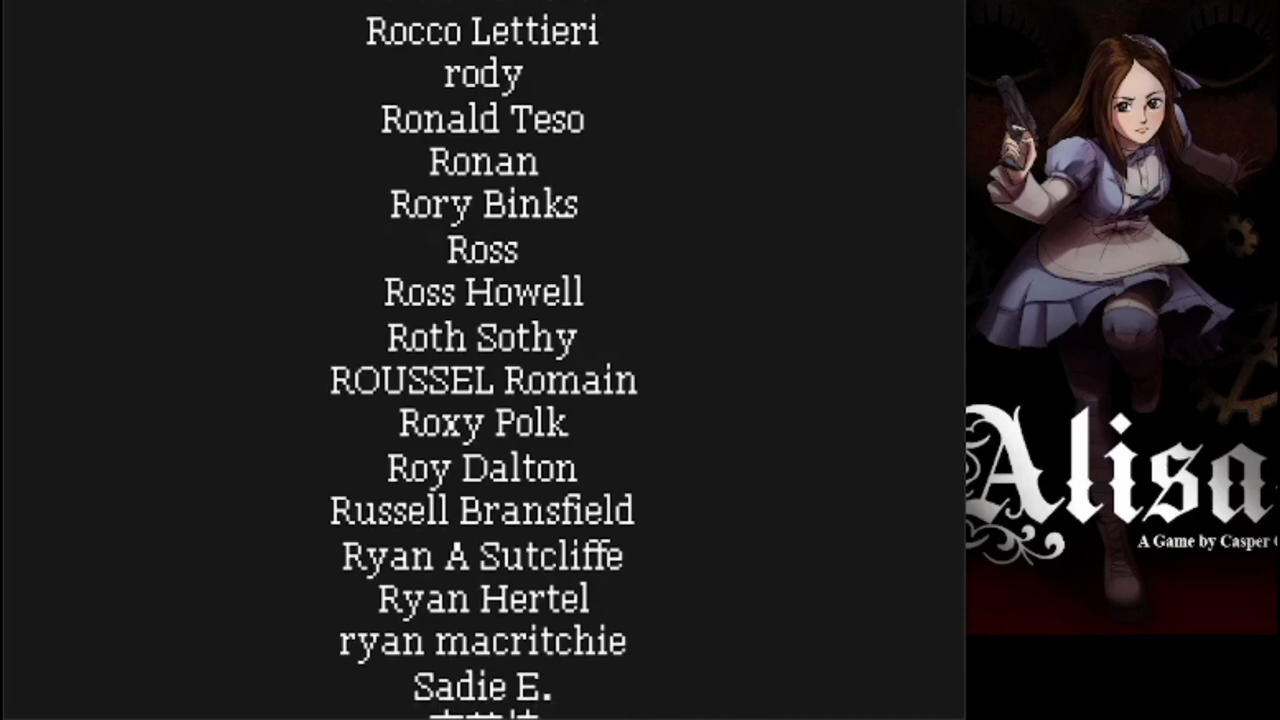 Rocco Lettieri
rody
Ronald Teso
Ronan
Rory Binks
Ross
Ross Howell
Roth Sothy
ROUSSEL Romain
Roxy Polk
Roy Dalton
Russell Bransfield
Ryan A Sutcliffe
Ryan Hertel
ryan macritchie
Sadie E.
Alisa
A Game by Casper